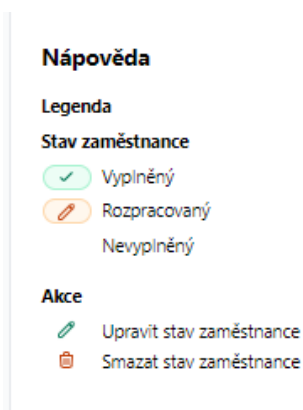 Nápověda
Legenda
Stav zaměstnance
Vyplněný
Rozpracovaný
Nevyplněný
Akce
Upravit stav zaměstnance
Smazat stav zaměstnance